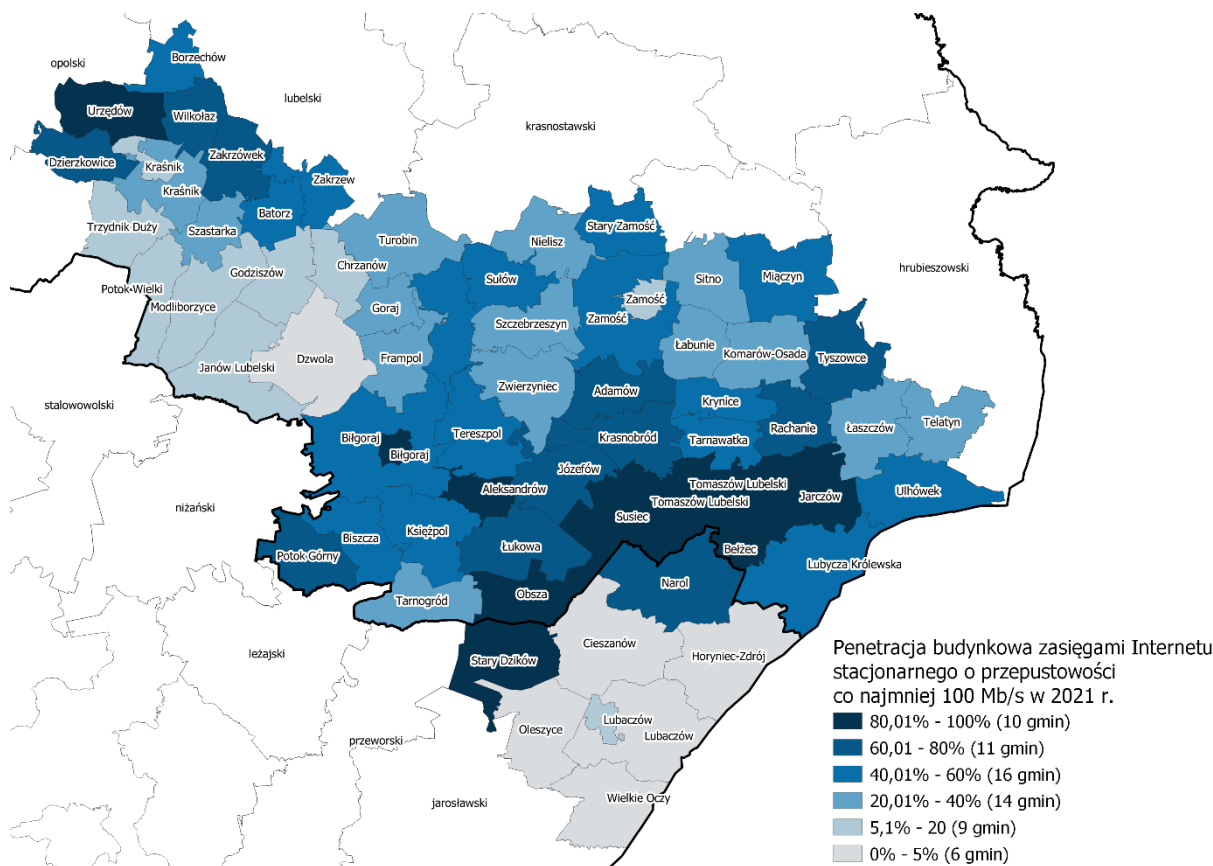 Borzechów
opolski
lubelski
Urzędów
Wilkołaz
krasnostawski
Dzierzkowice
Zakrzówek
Kraśnik
Zakrzew
Kraśnik
Batorz
Trzydnik Duży
Szastarka
Turobin
Nielisz
Stary Zamość
Godziszów
Chrzanów
hrubieszowski
Potok Wielki
Sułów
Sitno
Miączyn
Modliborzyce
Goraj
Zamość
Szczebrzeszyn
Zamość
Łabunie
Komarów-Osada
Tyszowce
Dzwola
Frampol
Janów Lubelski
Zwierzyniec
stalowowolski
Adamów
Krynice
Rachanie
Łaszczów
Telatyn
Biłgoraj
Tereszpol
Krasnobród
Tarnawatka
Biłgoraj
Józefów
Tomaszów Lubelski
Aleksandrów
Tomaszów Lubelski
Jarczów
Ulhówek
niżański
Susiec
Księżpol
Biszcza
Łukowa
Potok Górny
Bełżec
Lubycza Królewska
Narol
Obsza
Tarnogród
Cieszanów
leżajski
Stary Dzików
Horyniec-Zdrój
Lubaczów
Oleszyce
Lubaczów
przeworski
Wielkie Oczy
jarosławski
Penetracja budynkowa zasięgami Internetu
stacjonarnego o przepustowości
co najmniej 100 Mb/s w 2021 r.
80,01% - 100% (10 gmin)
60,01 - 80% (11 gmin)
40,01% - 60% (16 gmin)
20,01% - 40% (14 gmin)
5,1% - 20 (9 gmin)
0% - 5% (6 gmin)